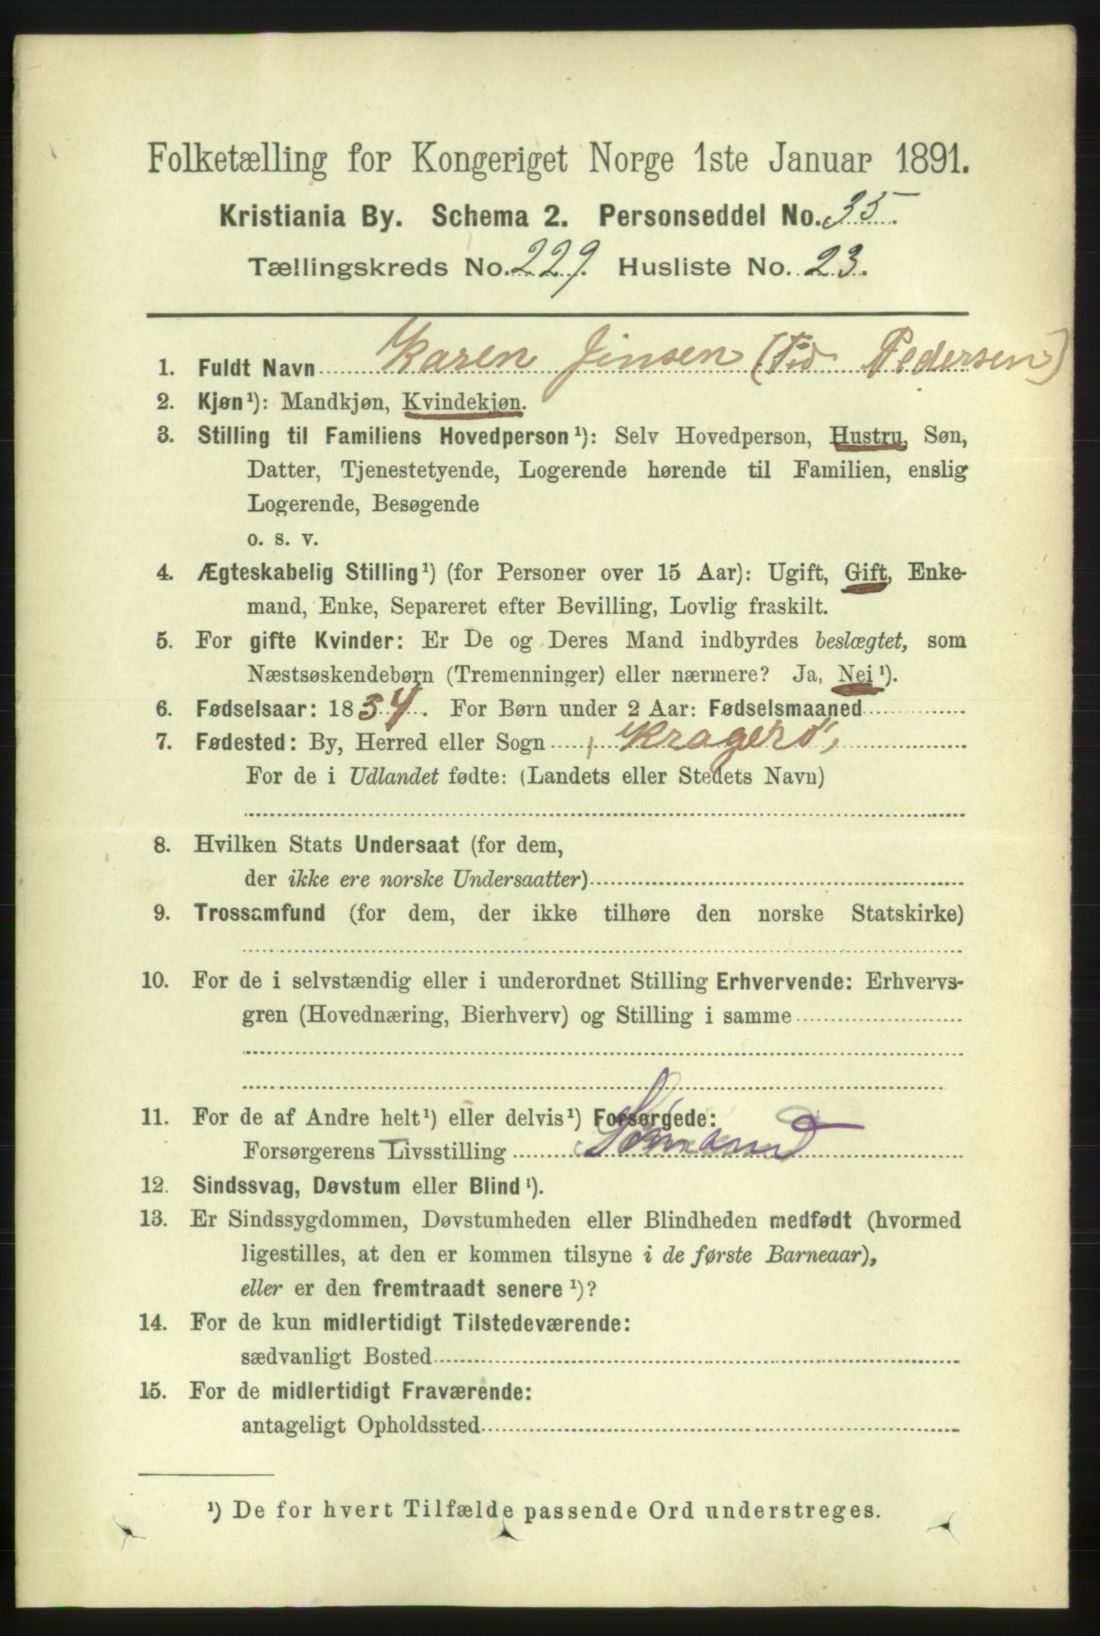 Folketælling for Kongeriget Norge 1ste Januar 1891.
Kristiania By. Schema 2. Personseddel No. 35.
Tællingskreds No. 229. Husliste No. 23.
1. Fuldt Navn Karen Jensen (Fød Pedersen)
2. Kjøn¹): Mandkjøn, Kvindekjøn.
3. Stilling til Familiens Hovedperson¹): Selv Hovedperson, Hustru, Søn,
Datter, Tjenestetyende, Logerende hørende til Familien, enslig
Logerende, Besøgende
o. s. v.
4. Ægteskabelig Stilling¹) (for Personer over 15 Aar): Ugift, Gift, Enke-
mand, Enke, Separeret efter Bevilling, Lovlig fraskilt.
5. For gifte Kvinder: Er De og Deres Mand indbyrdes beslægtet, som
Næstsøskendebørn (Tremenninger) eller nærmere? Ja, Nei¹).
6. Fødselsaar: 1834. For Børn under 2 Aar: Fødselsmaaned
7. Fødested: By, Herred eller Sogn Kragerø,
For de i Udlandet fødte: (Landets eller Stedets Navn)
8. Hvilken Stats Undersaat (for dem,
der ikke ere norske Undersaatter)
9. Trossamfund (for dem, der ikke tilhøre den norske Statskirke)
10. For de i selvstændig eller i underordnet Stilling Erhvervende: Erhvervs-
gren (Hovednæring, Bierhverv) og Stilling i samme
11. For de af Andre helt¹) eller delvis¹) Forsørgede:
Forsørgerens Livsstilling Sømand
12. Sindssvag, Døvstum eller Blind¹).
13. Er Sindssygdommen, Døvstumheden eller Blindheden medfødt (hvormed
ligestilles, at den er kommen tilsyne i de første Barneaar),
eller er den fremtraadt senere¹)?
14. For de kun midlertidigt Tilstedeværende:
sædvanligt Bosted
15. For de midlertidigt Fraværende:
antageligt Opholdssted
¹) De for hvert Tilfælde passende Ord understreges.